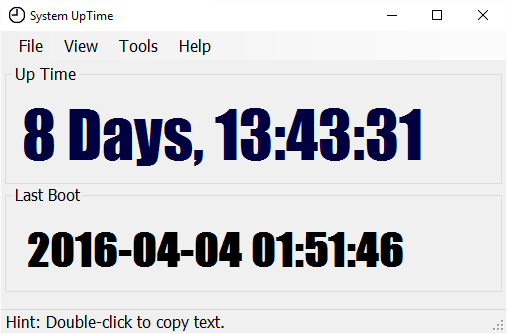 System UpTime
File View Tools Help
Up Time
8 Days, 13:43:31
Last Boot
2016-04-04 01:51:46
Hint: Double-click to copy text.